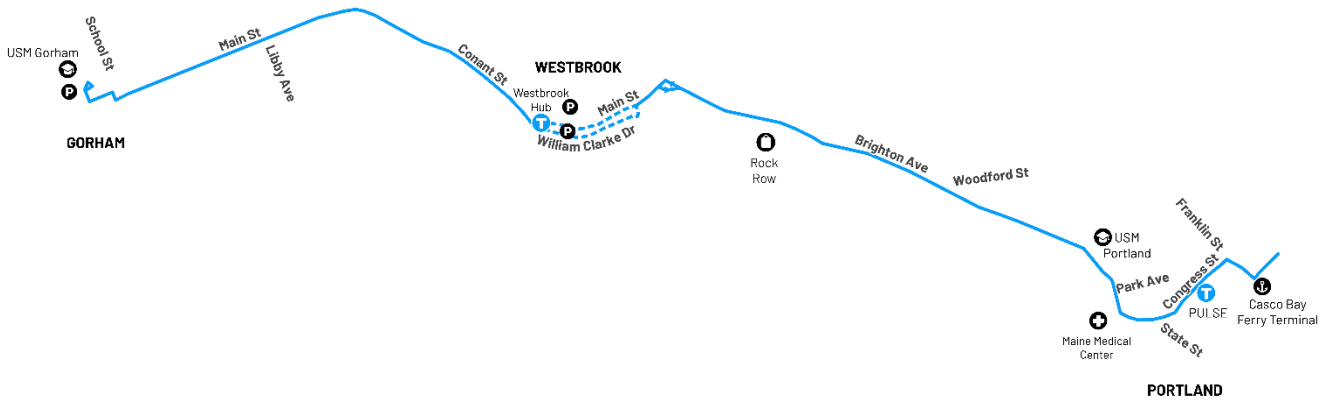 School St
USM Gorham
P
GORHAM
Main St
Libby Ave
Conant St
WESTBROOK
Westbrook
Hub
T
P
P
Main St
William Clarke Dr
Rock
Row
Brighton Ave
Woodford St
USM
Portland
Park Ave
Franklin St
Congress St
T
PULSE
Casco Bay
Ferry Terminal
State St
Maine Medical
Center
PORTLAND